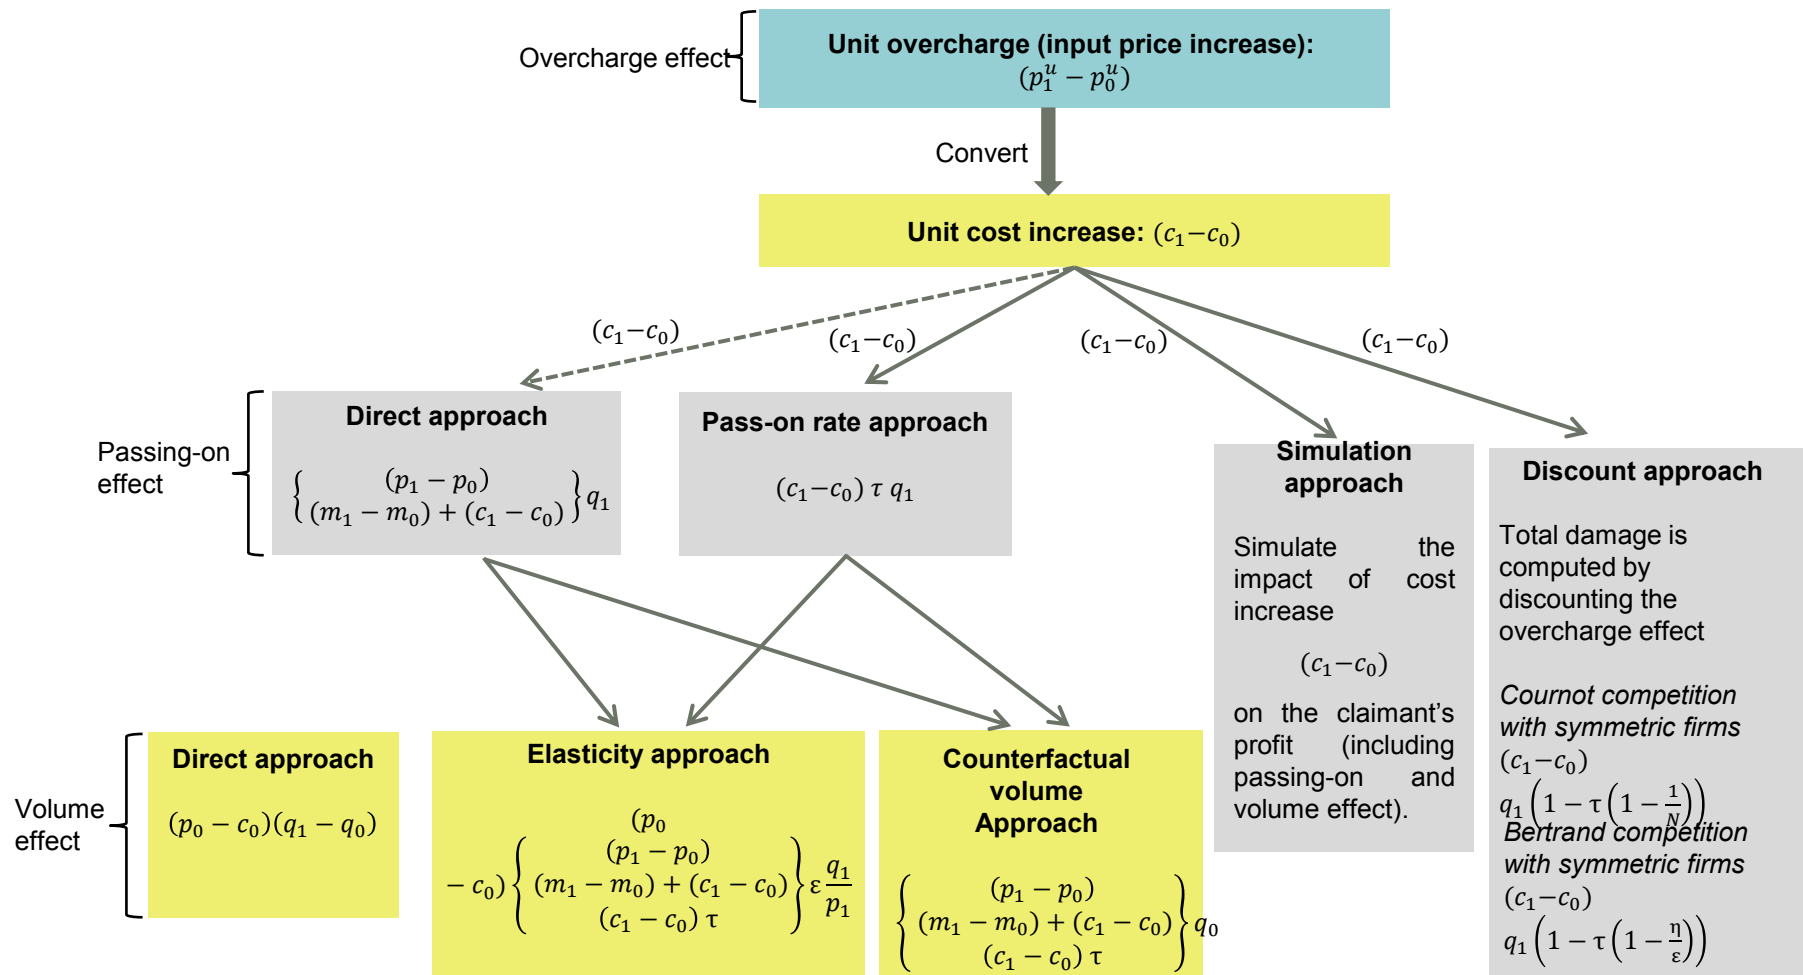 Overcharge effect
Unit overcharge (input price increase):
(p₁ᵘ − p₀ᵘ)
Convert
Unit cost increase: (c₁−c₀)
(c₁−c₀)
(c₁−c₀)
(c₁−c₀)
(c₁−c₀)
Passing-on
effect
Direct approach
{ (p₁ − p₀)
(m₁ − m₀) + (c₁ − c₀) } q₁
Pass-on rate approach
(c₁−c₀) τ q₁
Simulation
approach
Simulate the
impact of cost
increase
(c₁−c₀)
on the claimant's
profit (including
passing-on and
volume effect).
Discount approach
Total damage is
computed by
discounting the
overcharge effect
Cournot competition
with symmetric firms
(c₁−c₀)
q₁ (1 − τ (1 − 1/N))
Bertrand competition
with symmetric firms
(c₁−c₀)
q₁ (1 − τ (1 − η/ε))
Volume
effect
Direct approach
(p₀ − c₀)(q₁ − q₀)
Elasticity approach
(p₀
− c₀) { (p₁ − p₀)
(m₁ − m₀) + (c₁ − c₀)
(c₁ − c₀) τ } ε q₁/p₁
Counterfactual
volume
Approach
{ (p₁ − p₀)
(m₁ − m₀) + (c₁ − c₀)
(c₁ − c₀) τ } q₀